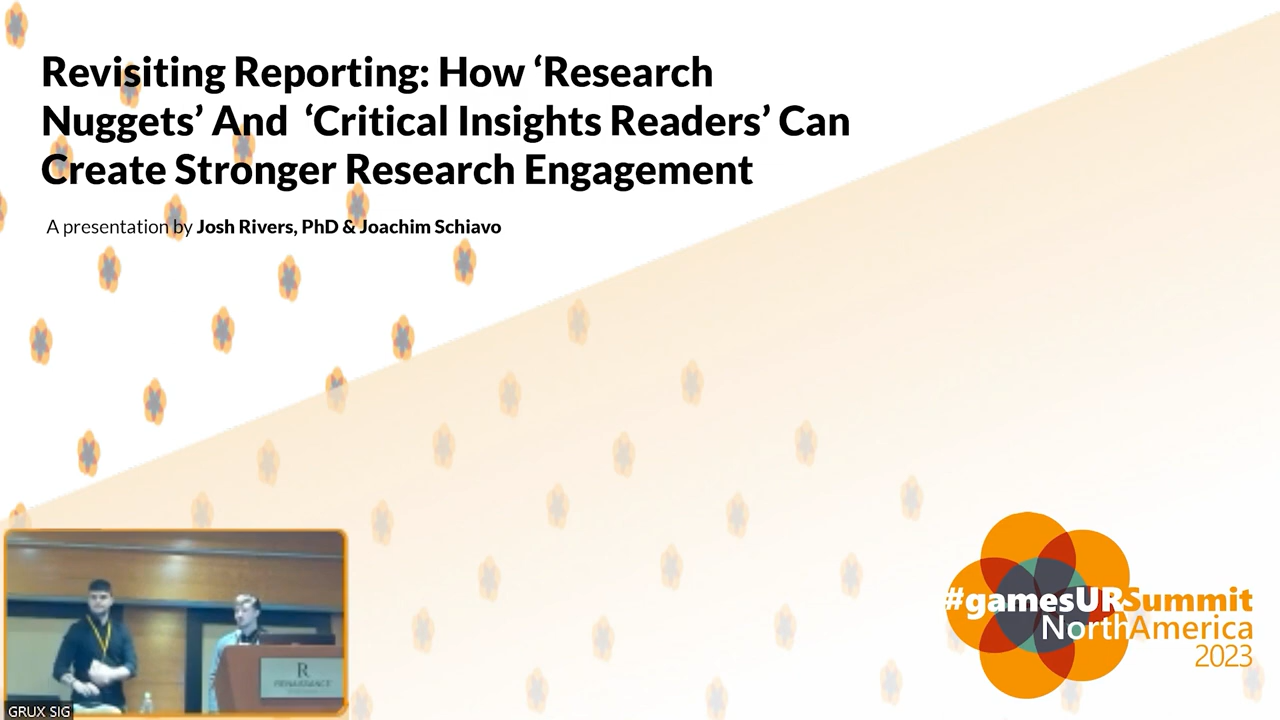 Revisiting Reporting: How ‘Research
Nuggets’ And ‘Critical Insights Readers’ Can
Create Stronger Research Engagement
A presentation by Josh Rivers, PhD & Joachim Schiavo
R
RENAISSANCE
GRUX SIG
#gamesURSummit
NorthAmerica
2023